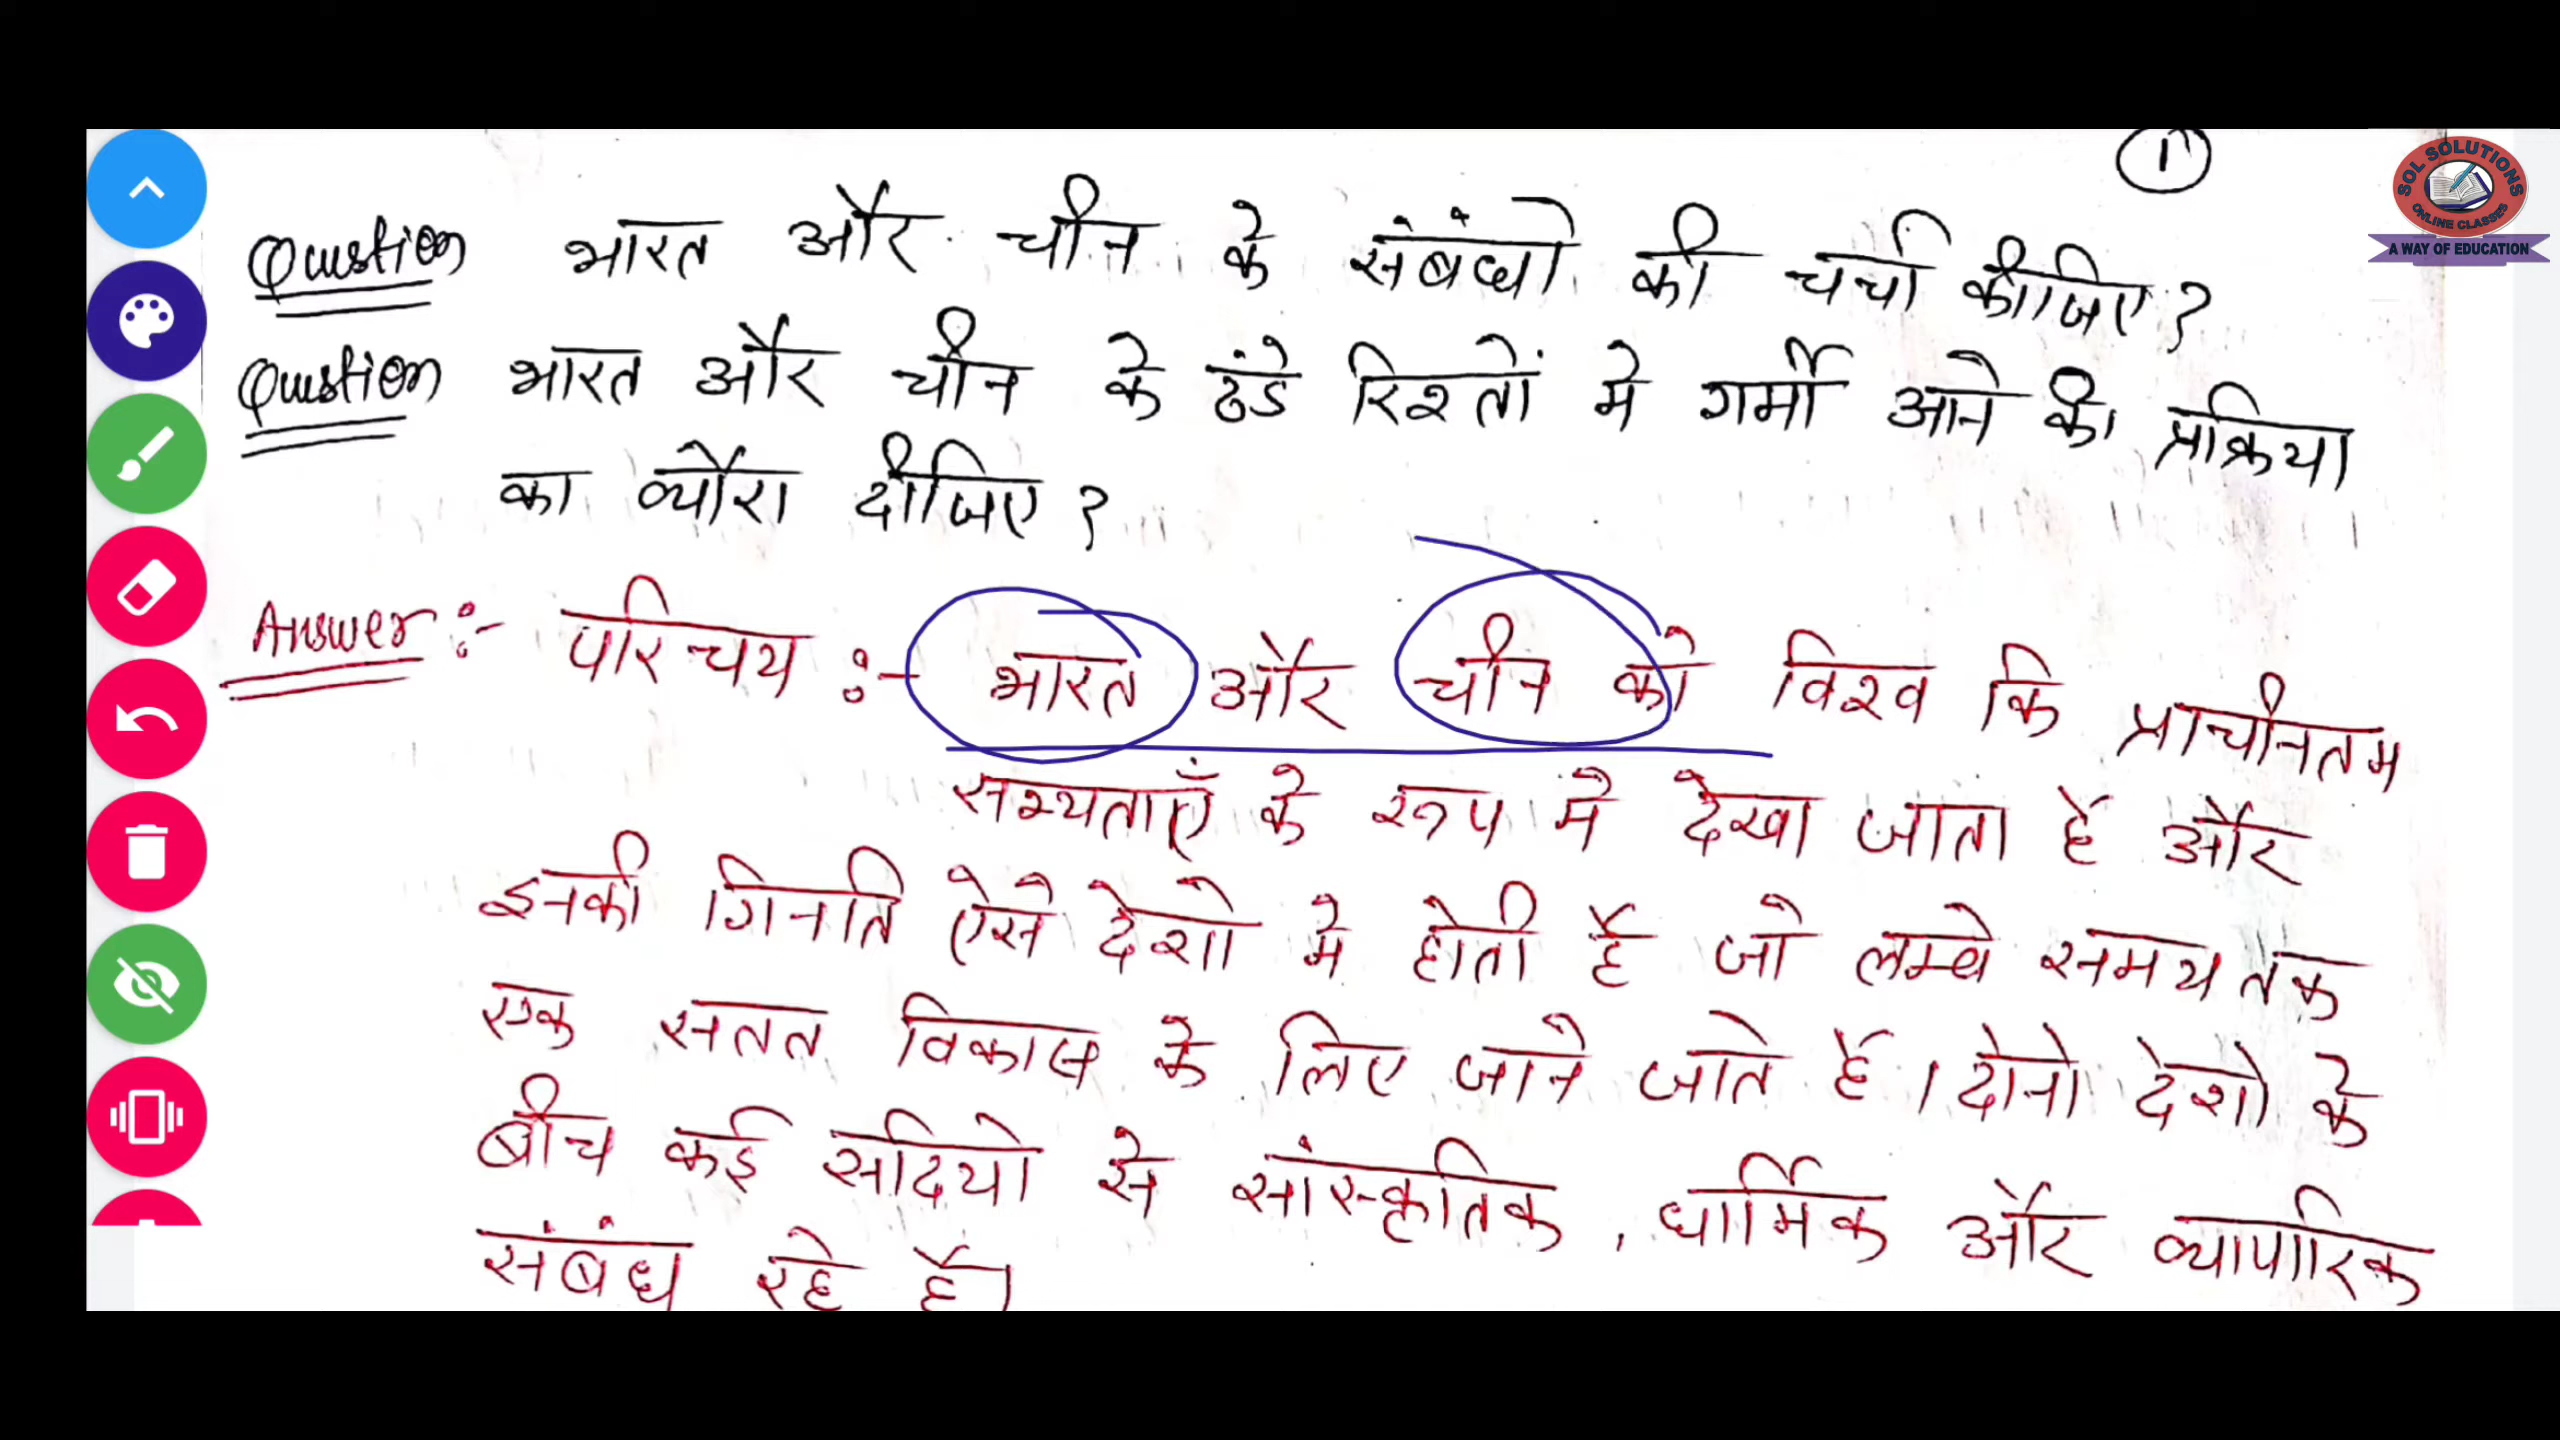 1
SOL SOLUTIONS
ONLINE CLASSES
A WAY OF EDUCATION
Question भारत और चीन के संबंधो की चर्चा कीजिए?
Question भारत और चीन के ठंडे रिश्तों मे गर्मी आने की प्रक्रिया
का ब्यौरा दीजिए?
Answer :- परिचय :- भारत और चीन को विश्व कि प्राचीनतम
सभ्यताएँ के रूप मे देखा जाता है और
इनकी गिनति ऐसे देशो मे होती है जो लम्बे समय तक
एक सतत विकास के लिए जाने जाते है । दोनो देशो के
बीच कई सदियो से सांस्कृतिक , धार्मिक और व्यापारिक
संबंध रहे है।